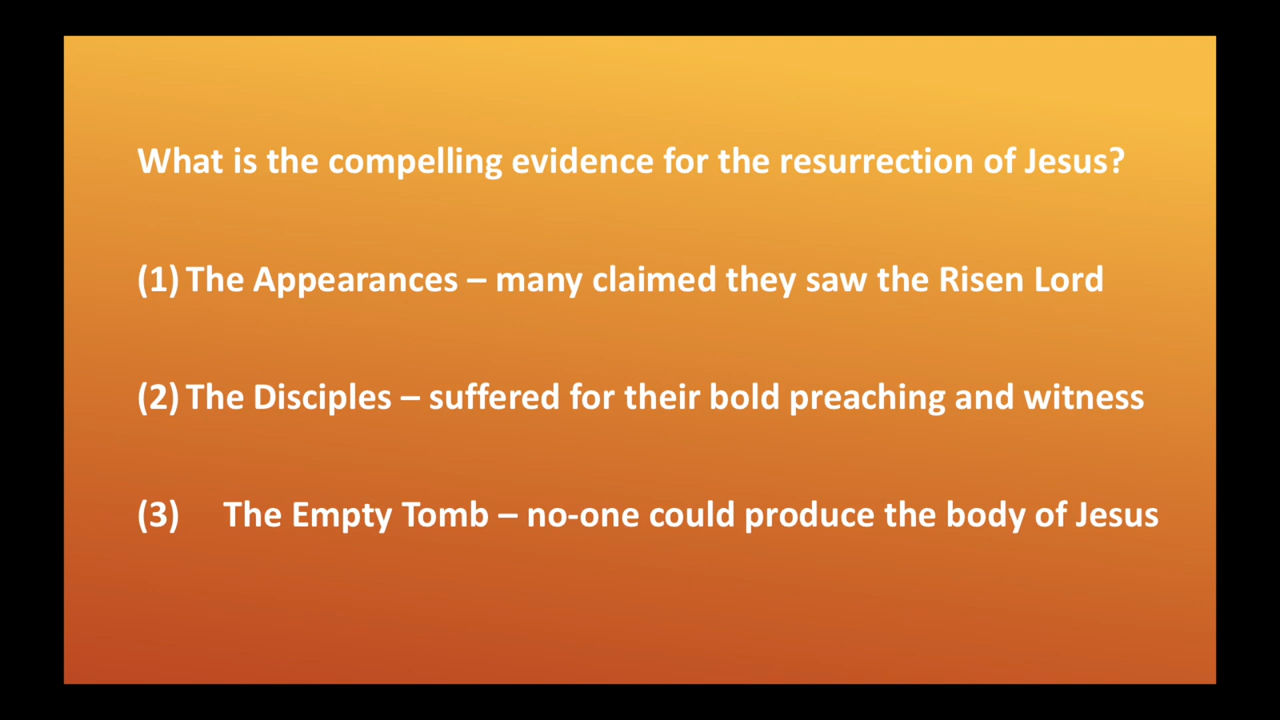 What is the compelling evidence for the resurrection of Jesus?
(1) The Appearances – many claimed they saw the Risen Lord
(2) The Disciples – suffered for their bold preaching and witness
(3) The Empty Tomb – no-one could produce the body of Jesus